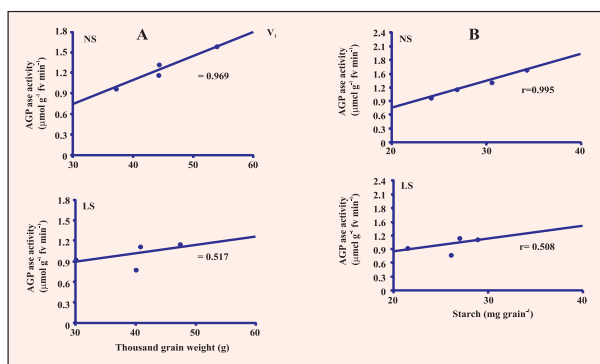 A
B
NS
V₁
1.8
1.5
1.2
0.9
0.6
0.3
0
30
40
50
60
= 0.969
AGP ase activity
(µmol g⁻¹ fv min⁻¹)
NS
2.4
2.1
1.8
1.5
1.2
0.9
0.6
0.3
0
20
30
40
r=0.995
AGP ase activity
(µmcl g⁻¹ fv min⁻¹)
LS
1.8
1.5
1.2
0.9
0.6
0.3
0
30
40
50
60
= 0.517
AGP ase activity
(µmol g⁻¹ fv min⁻¹)
Thousand grain weight (g)
LS
2.4
2.1
1.8
1.5
1.2
0.9
0.6
0.3
0
20
30
40
r= 0.508
AGP ase activity
(µmol g⁻¹ fv min⁻¹)
Starch (mg grain⁻¹)